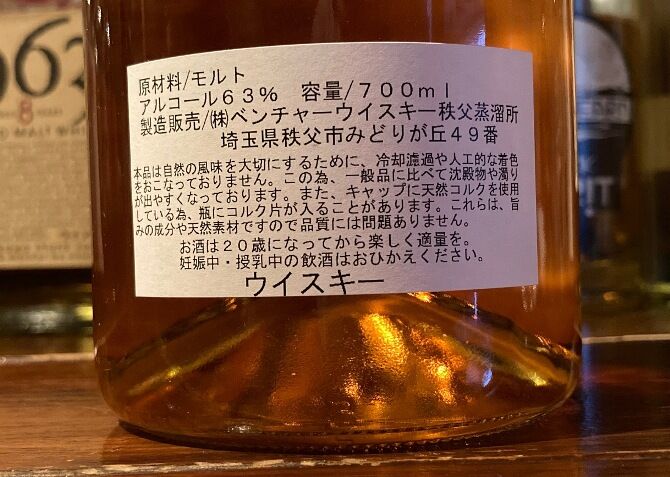 原材料/モルト
アルコール63%　容量/700ml
製造販売/㈱ベンチャーウイスキー秩父蒸溜所
埼玉県秩父市みどりが丘49番
本品は自然の風味を大切にするために、冷却濾過や人工的な着色
をおこなっておりません。この為、一般品に比べて沈殿物や濁り
が出やすくなっております。また、キャップに天然コルクを使用
している為、瓶にコルク片が入ることがあります。これらは、旨
みの成分や天然素材ですので品質には問題ありません。
お酒は20歳になってから楽しく適量を。
妊娠中・授乳中の飲酒はおひかえください。
ウイスキー
963
8